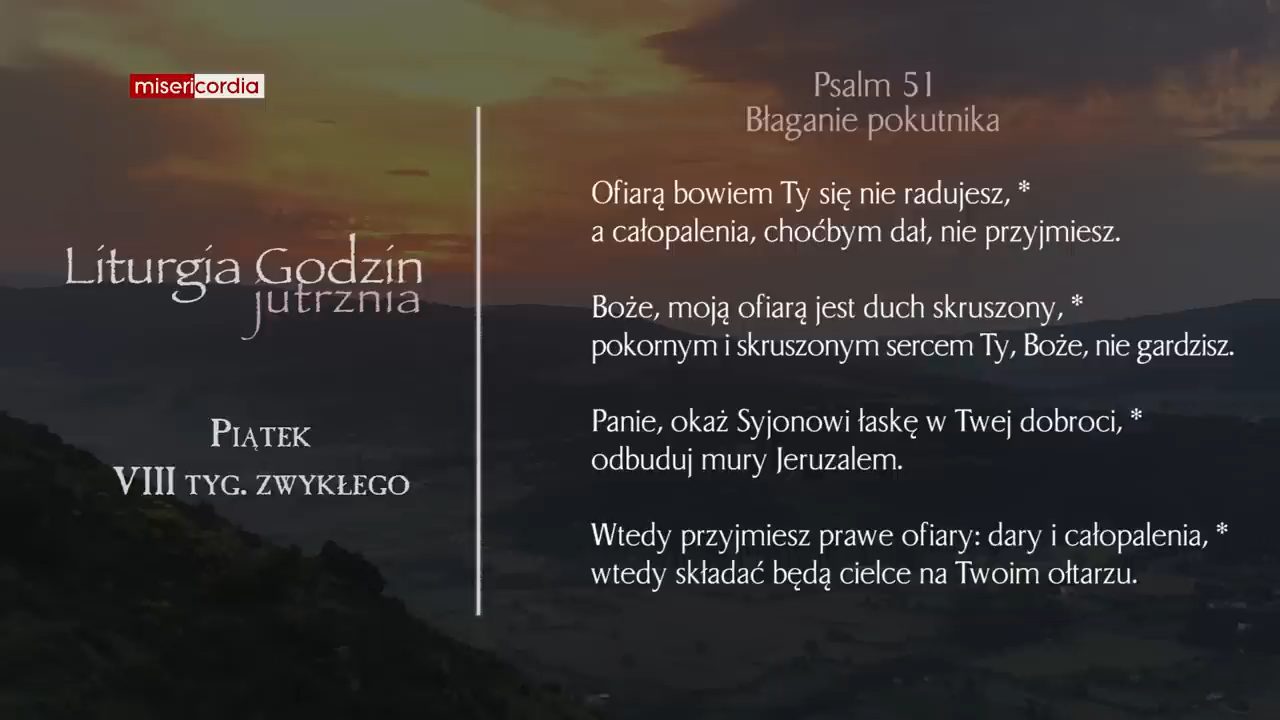 misericordia
Liturgia Godzin
jutrznia
Piątek
VIII tyg. zwykłego
Psalm 51
Błaganie pokutnika
Ofiarą bowiem Ty się nie radujesz, *
a całopalenia, choćbym dał, nie przyjmiesz.
Boże, moją ofiarą jest duch skruszony, *
pokornym i skruszonym sercem Ty, Boże, nie gardzisz.
Panie, okaż Syjonowi łaskę w Twej dobroci, *
odbuduj mury Jeruzalem.
Wtedy przyjmiesz prawe ofiary: dary i całopalenia, *
wtedy składać będą cielce na Twoim ołtarzu.